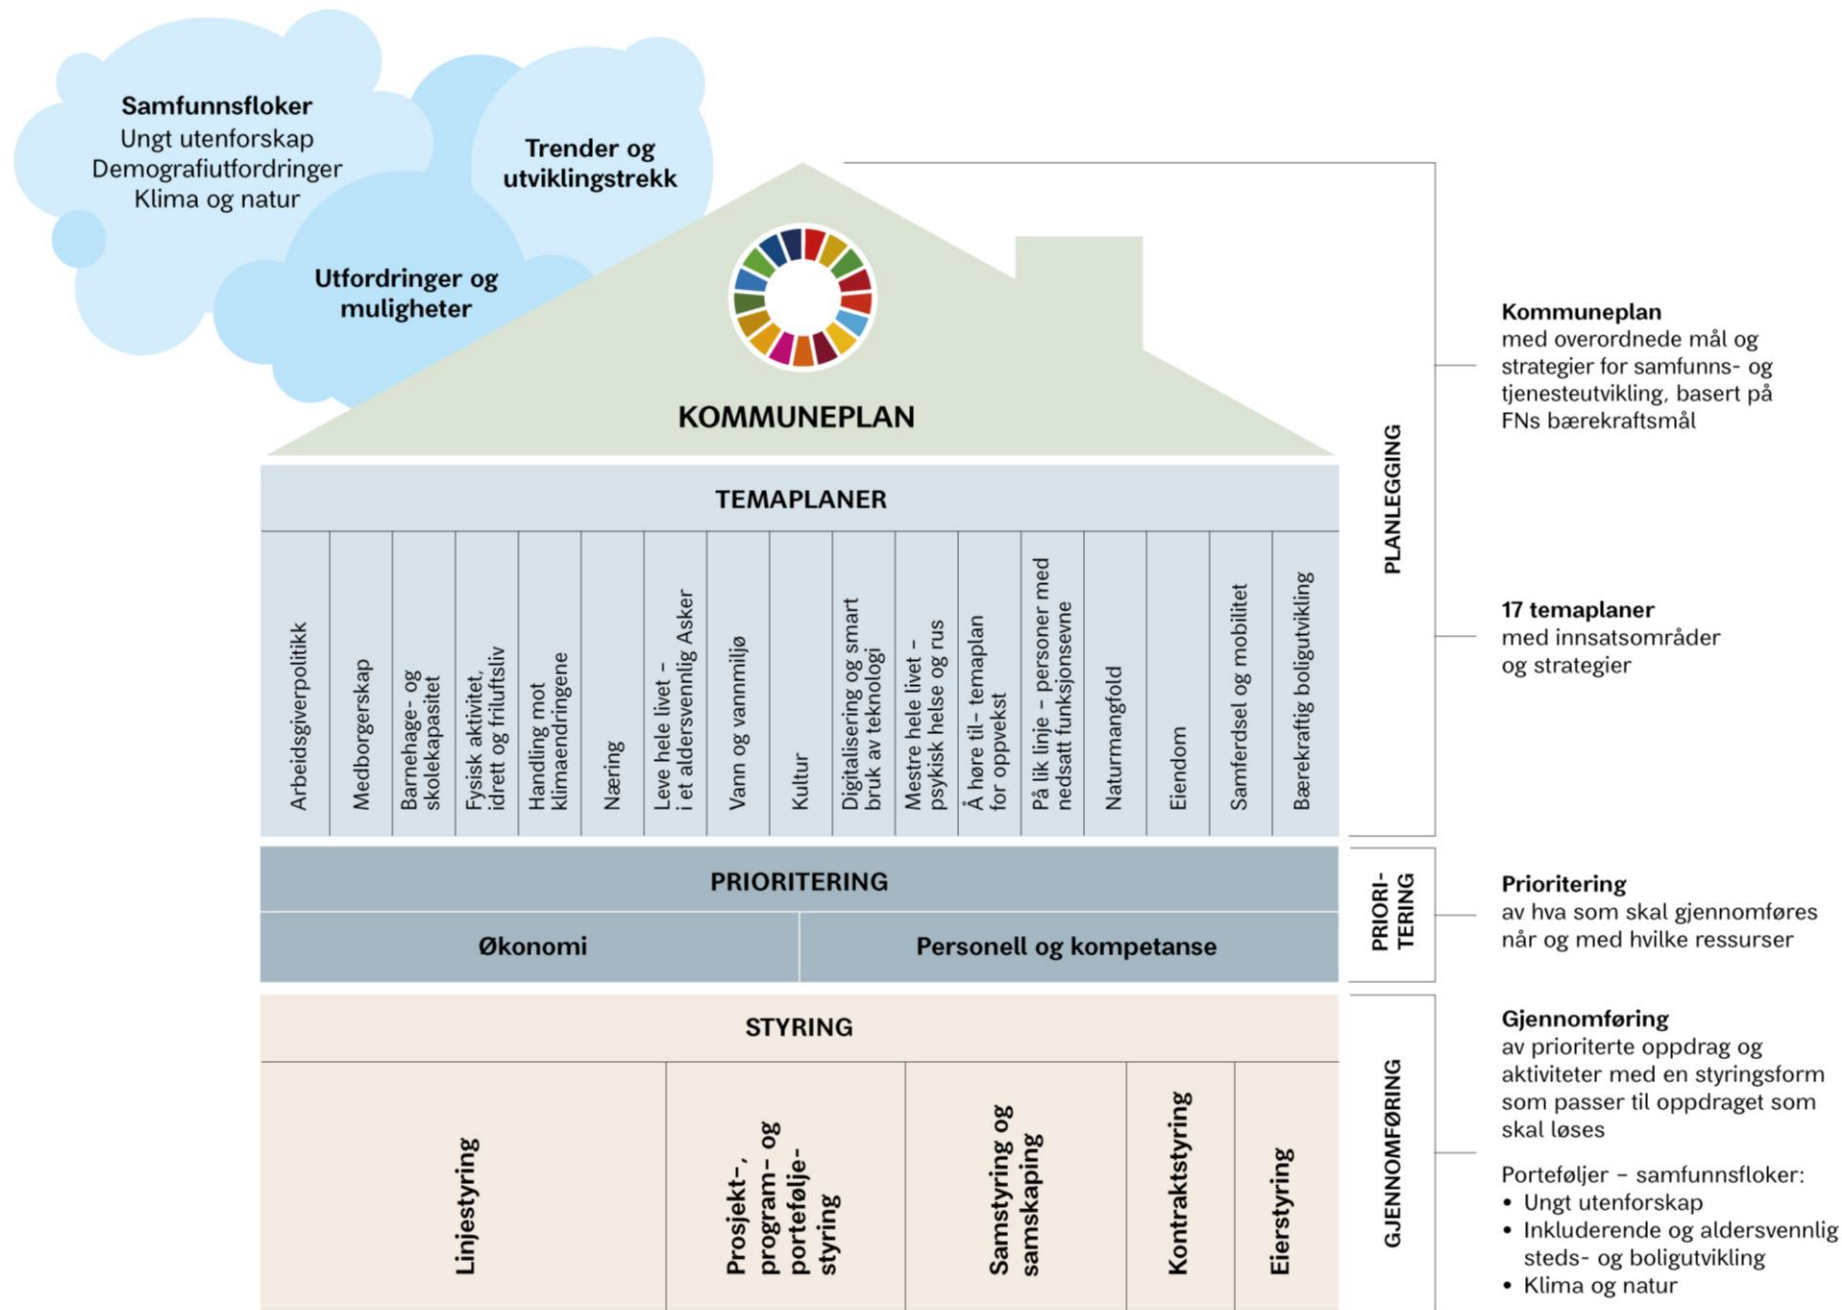 Samfunnsfloker
Ungt utenforskap
Demografiutfordringer
Klima og natur
Trender og
utviklingstrekk
Utfordringer og
muligheter
KOMMUNEPLAN
TEMAPLANER
Arbeidsgiverpolitikk
Medborgerskap
Barnehage- og
skolekapasitet
Fysisk aktivitet,
idrett og friluftsliv
Handling mot
klimaendringene
Næring
Leve hele livet –
i et aldersvennlig Asker
Vann og vannmiljø
Kultur
Digitalisering og smart
bruk av teknologi
Mestre hele livet –
psykisk helse og rus
Å høre til– temaplan
for oppvekst
På lik linje – personer med
nedsatt funksjonsevne
Naturmangfold
Eiendom
Samferdsel og mobilitet
Bærekraftig boligutvikling
PRIORITERING
Økonomi
Personell og kompetanse
STYRING
Linjestyring
Prosjekt-,
program- og
portefølje-
styring
Samstyring og
samskaping
Kontraktstyring
Eierstyring
PLANLEGGING
Kommuneplan
med overordnede mål og
strategier for samfunns- og
tjenesteutvikling, basert på
FNs bærekraftsmål
17 temaplaner
med innsatsområder
og strategier
PRIORI-
TERING
Prioritering
av hva som skal gjennomføres
når og med hvilke ressurser
GJENNOMFØRING
Gjennomføring
av prioriterte oppdrag og
aktiviteter med en styringsform
som passer til oppdraget som
skal løses
Porteføljer – samfunnsfloker:
• Ungt utenforskap
• Inkluderende og aldersvennlig
steds- og boligutvikling
• Klima og natur